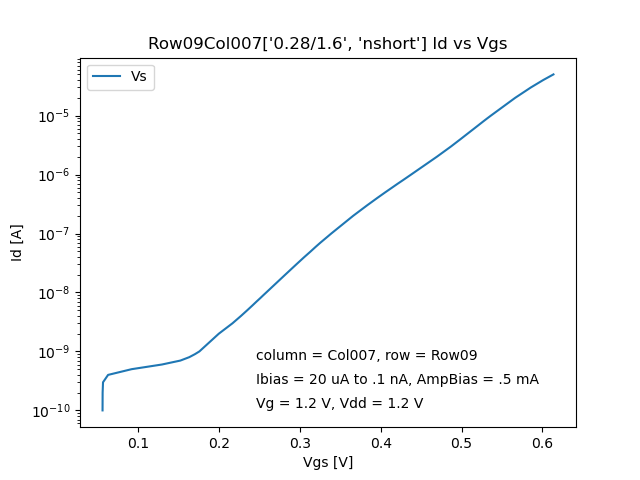 Row09Col007['0.28/1.6', 'nshort'] Id vs Vgs
Vs
10⁻⁵
10⁻⁶
10⁻⁷
10⁻⁸
10⁻⁹
10⁻¹⁰
Id [A]
column = Col007, row = Row09
Ibias = 20 uA to .1 nA, AmpBias = .5 mA
Vg = 1.2 V, Vdd = 1.2 V
0.1 0.2 0.3 0.4 0.5 0.6
Vgs [V]